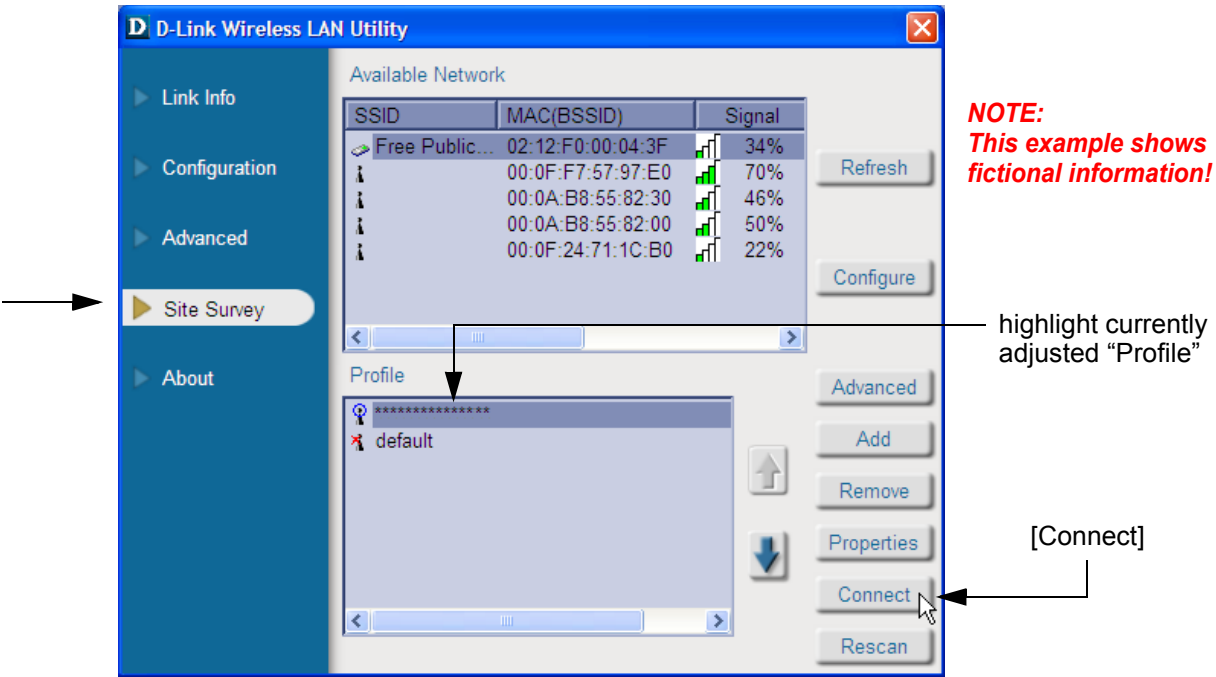 D D-Link Wireless LAN Utility
Link Info
Configuration
Advanced
Site Survey
About
Available Network
SSID MAC(BSSID) Signal
Free Public... 02:12:F0:00:04:3F 34%
00:0F:F7:57:97:E0 70%
00:0A:B8:55:82:30 46%
00:0A:B8:55:82:00 50%
00:0F:24:71:1C:B0 22%
Refresh
Configure
Profile
***************
default
Advanced
Add
Remove
Properties
Connect
Rescan
NOTE:
This example shows
fictional information!
highlight currently
adjusted “Profile”
[Connect]